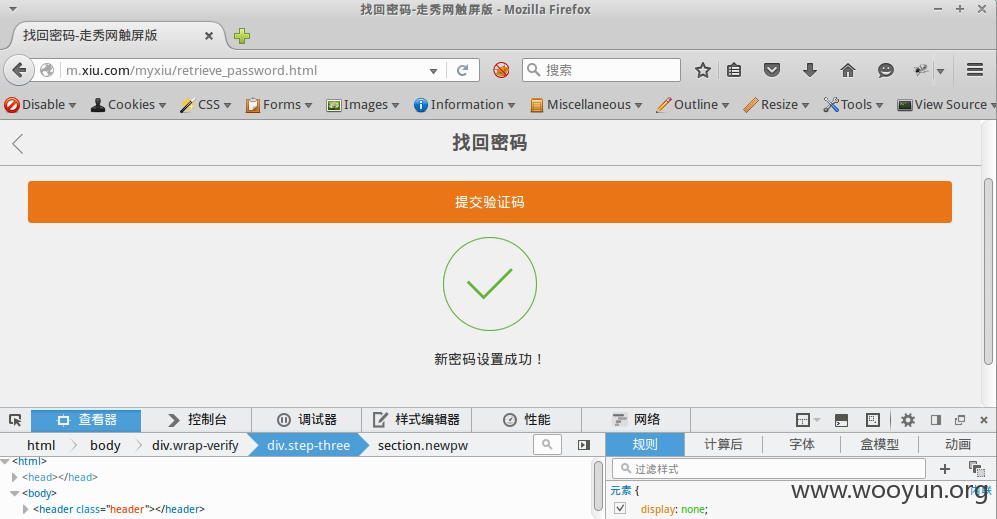 找回密码-走秀网触屏版 - Mozilla Firefox
找回密码-走秀网触屏版
m.xiu.com/myxiu/retrieve_password.html
搜索
Disable Cookies CSS Forms Images Information Miscellaneous Outline Resize Tools View Source
找回密码
提交验证码
新密码设置成功！
查看器 控制台 调试器 样式编辑器 性能 网络
html body div.wrap-verify div.step-three section.newpw
规则 计算后 字体 盒模型 动画
<html>
<head></head>
<body>
<header class="header"></header>
过滤样式
元素 {
display: none;
www.wooyun.org